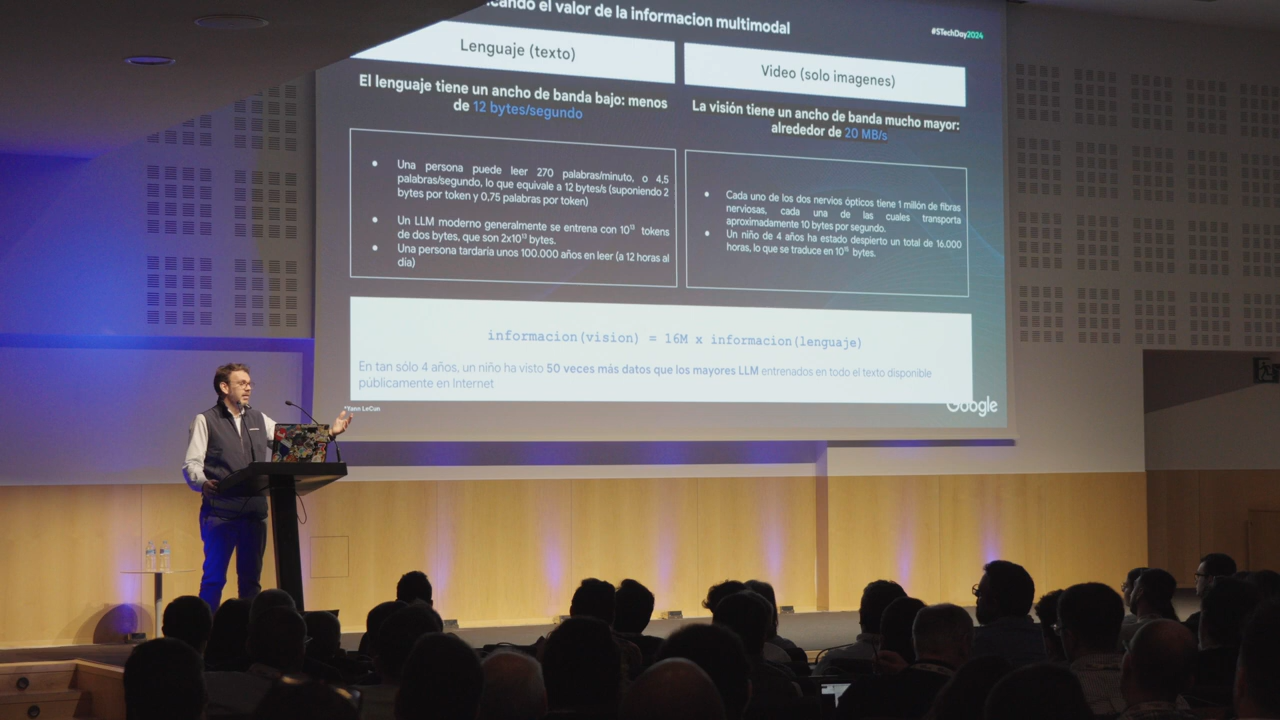 cando el valor de la informacion multimodal
#STechDay2024
Lenguaje (texto)
El lenguaje tiene un ancho de banda bajo: menos
de 12 bytes/segundo
• Una persona puede leer 270 palabras/minuto, o 4,5
palabras/segundo, lo que equivale a 12 bytes/s (suponiendo 2
bytes por token y 0,75 palabras por token)
• Un LLM moderno generalmente se entrena con 10¹³ tokens
de dos bytes, que son 2x10¹³ bytes.
• Una persona tardaría unos 100.000 años en leer (a 12 horas al
día)
Video (solo imagenes)
La visión tiene un ancho de banda mucho mayor:
alrededor de 20 MB/s
• Cada uno de los dos nervios ópticos tiene 1 millón de fibras
nerviosas, cada una de las cuales transporta
aproximadamente 10 bytes por segundo.
• Un niño de 4 años ha estado despierto un total de 16.000
horas, lo que se traduce en 10¹⁵ bytes.
informacion(vision) = 16M x informacion(lenguaje)
En tan sólo 4 años, un niño ha visto 50 veces más datos que los mayores LLM entrenados en todo el texto disponible
públicamente en Internet
*Yann LeCun
Google